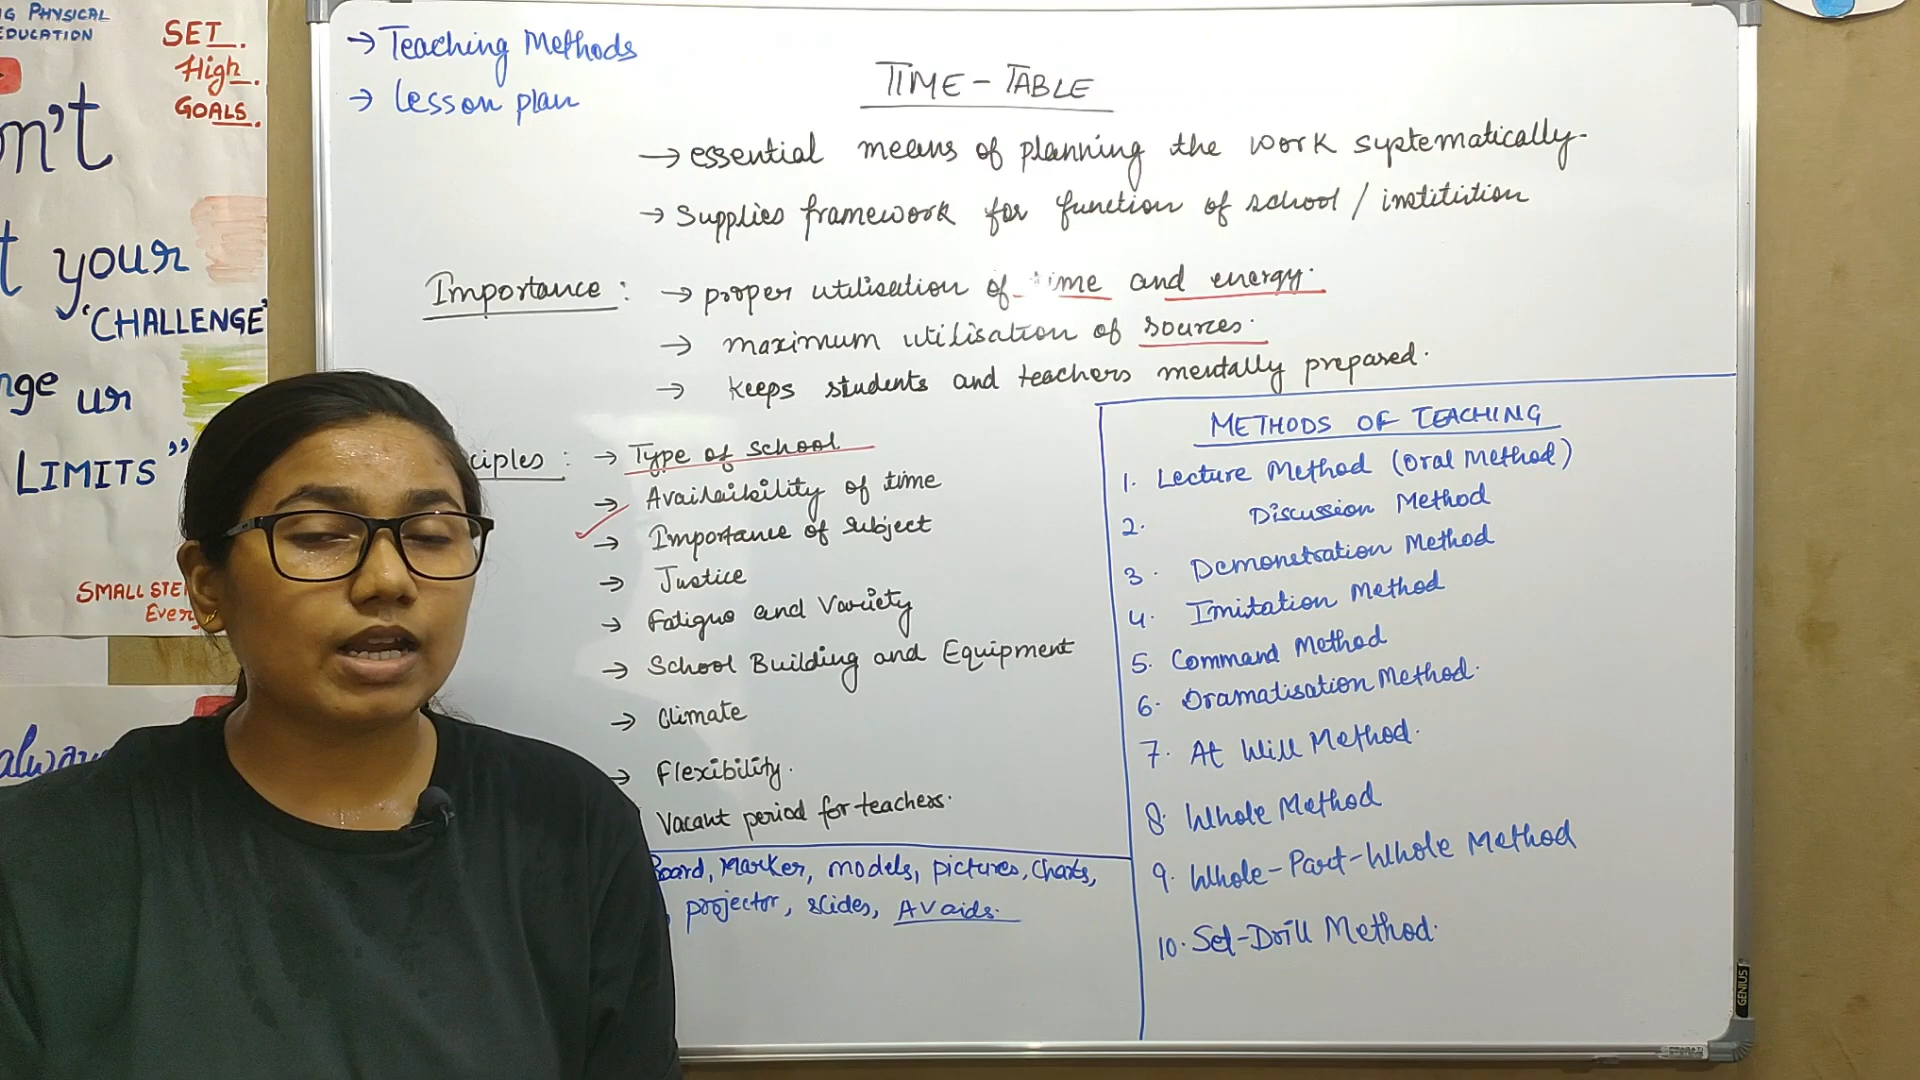 G PHYSICAL
EDUCATION
SET.
High.
GOALS.
n't
t your
'CHALLENGE'
nge ur
LIMITS"
SMALL STE
Ever
alway
→ Teaching Methods
→ Lesson plan
TIME-TABLE
→ essential means of planning the work systematically.
→ Supplies framework for function of school / institution
Importance : → proper utilisation of time and energy.
→ maximum utilisation of sources.
→ keeps students and teachers mentally prepared.
ciples : → Type of school
→ Availaibility of time
→ Importance of subject
→ Justice
→ Fatigue and Variety
→ School Building and Equipment
→ Climate
→ Flexibility.
Vacant period for teachers.
Board, Marker, models, pictures, Charts,
, projector, slides, AV aids.
METHODS OF TEACHING
1. Lecture Method (Oral Method)
2. Discussion Method
3. Demonstration Method
4. Imitation Method
5. Command Method
6. Dramatisation Method.
7. At Will Method.
8. Whole Method
9. Whole-Part-Whole Method
10. Set-Drill Method.
GENIUS